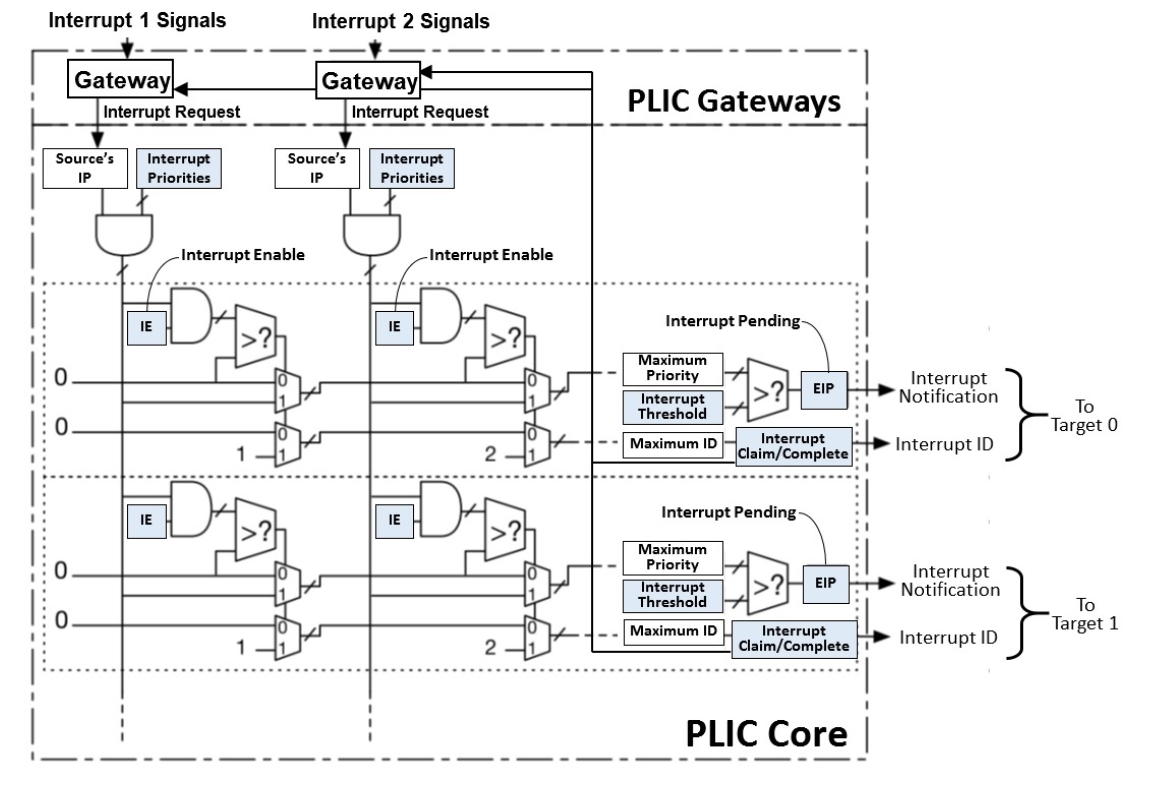 Interrupt 1 Signals
Interrupt 2 Signals
Gateway
Gateway
PLIC Gateways
Interrupt Request
Interrupt Request
Source's
IP
Interrupt
Priorities
Source's
IP
Interrupt
Priorities
Interrupt Enable
Interrupt Enable
IE
>?
IE
>?
Interrupt Pending
0
0
1
0
1
Maximum
Priority
Interrupt
Threshold
>?
EIP
Interrupt
Notification
To
Target 0
0
0
1
1
2
0
1
Maximum ID
Interrupt
Claim/Complete
Interrupt ID
IE
>?
IE
>?
Interrupt Pending
0
0
1
0
1
Maximum
Priority
Interrupt
Threshold
>?
EIP
Interrupt
Notification
To
Target 1
0
0
1
1
2
0
1
Maximum ID
Interrupt
Claim/Complete
Interrupt ID
PLIC Core